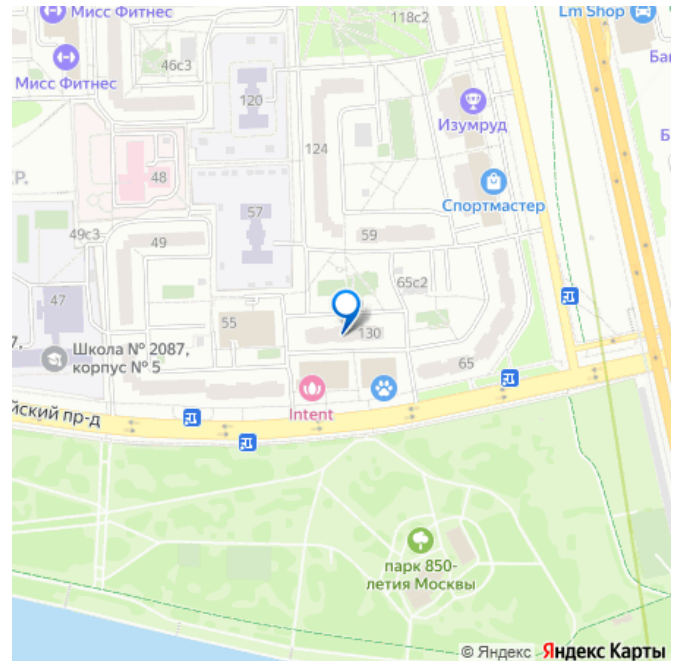 Мисс Фитнес
118с2
Lm Shop
46с3
Мисс Фитнес
120
Изумруд
124
48
Спортмастер
57
49с3
49
59
65с2
47
55
130
Школа № 2087,
корпус № 5
65
Intent
йский пр-д
парк 850-
летия Москвы
© Яндекс Яндекс Карты